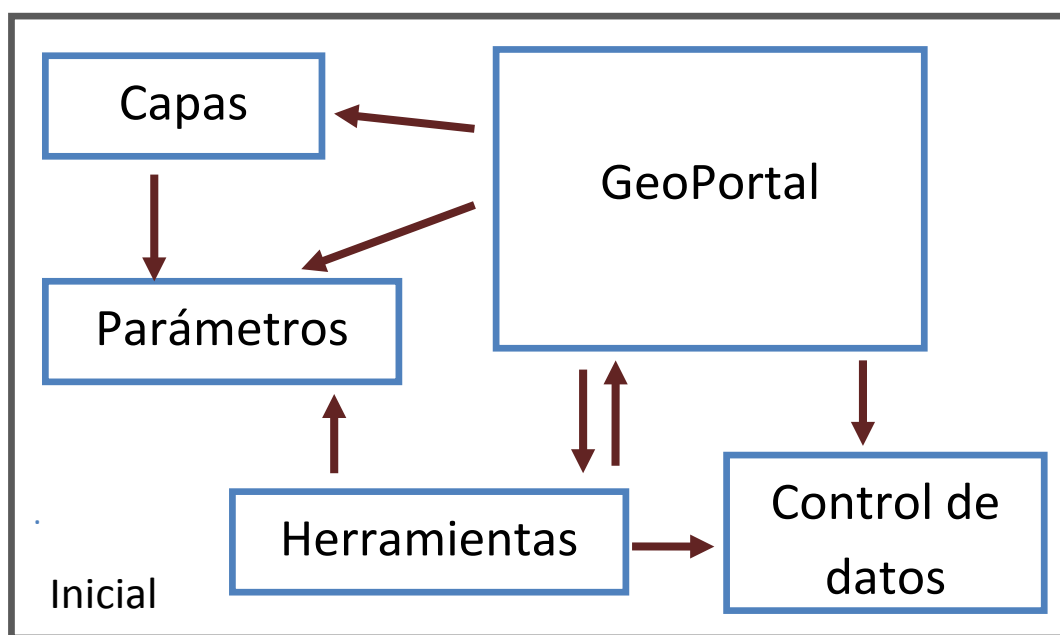 Capas
GeoPortal
Parámetros
Herramientas
Control de
datos
Inicial